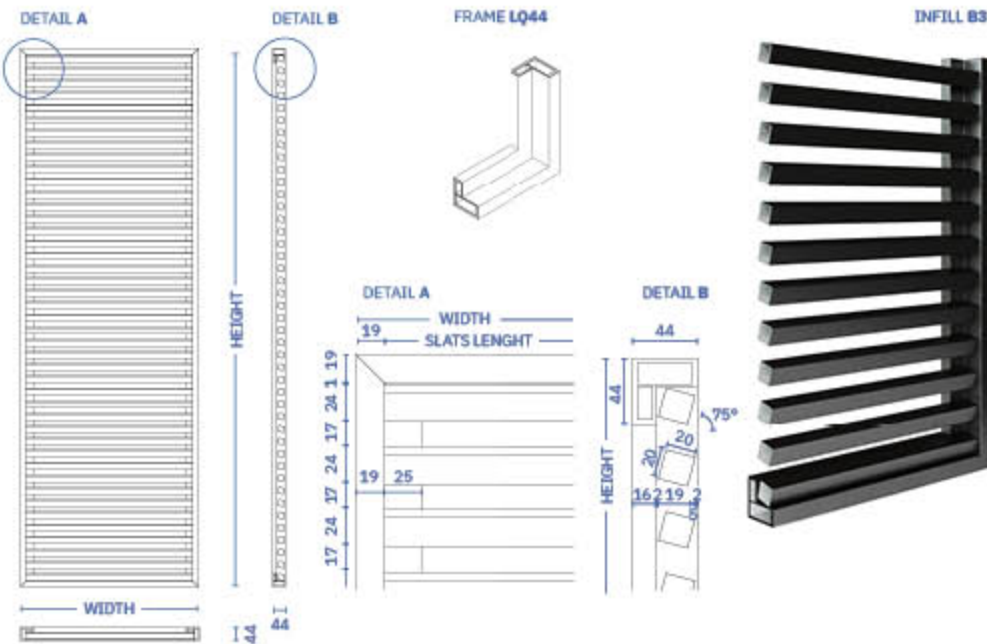 DETAIL A
DETAIL B
FRAME LQ44
INFILL B3
HEIGHT
WIDTH
44
44
DETAIL A
WIDTH
19
SLATS LENGHT
19
1
24
17
24
17
24
17
19
25
DETAIL B
44
44
75°
20
20
HEIGHT
16 2 19 2